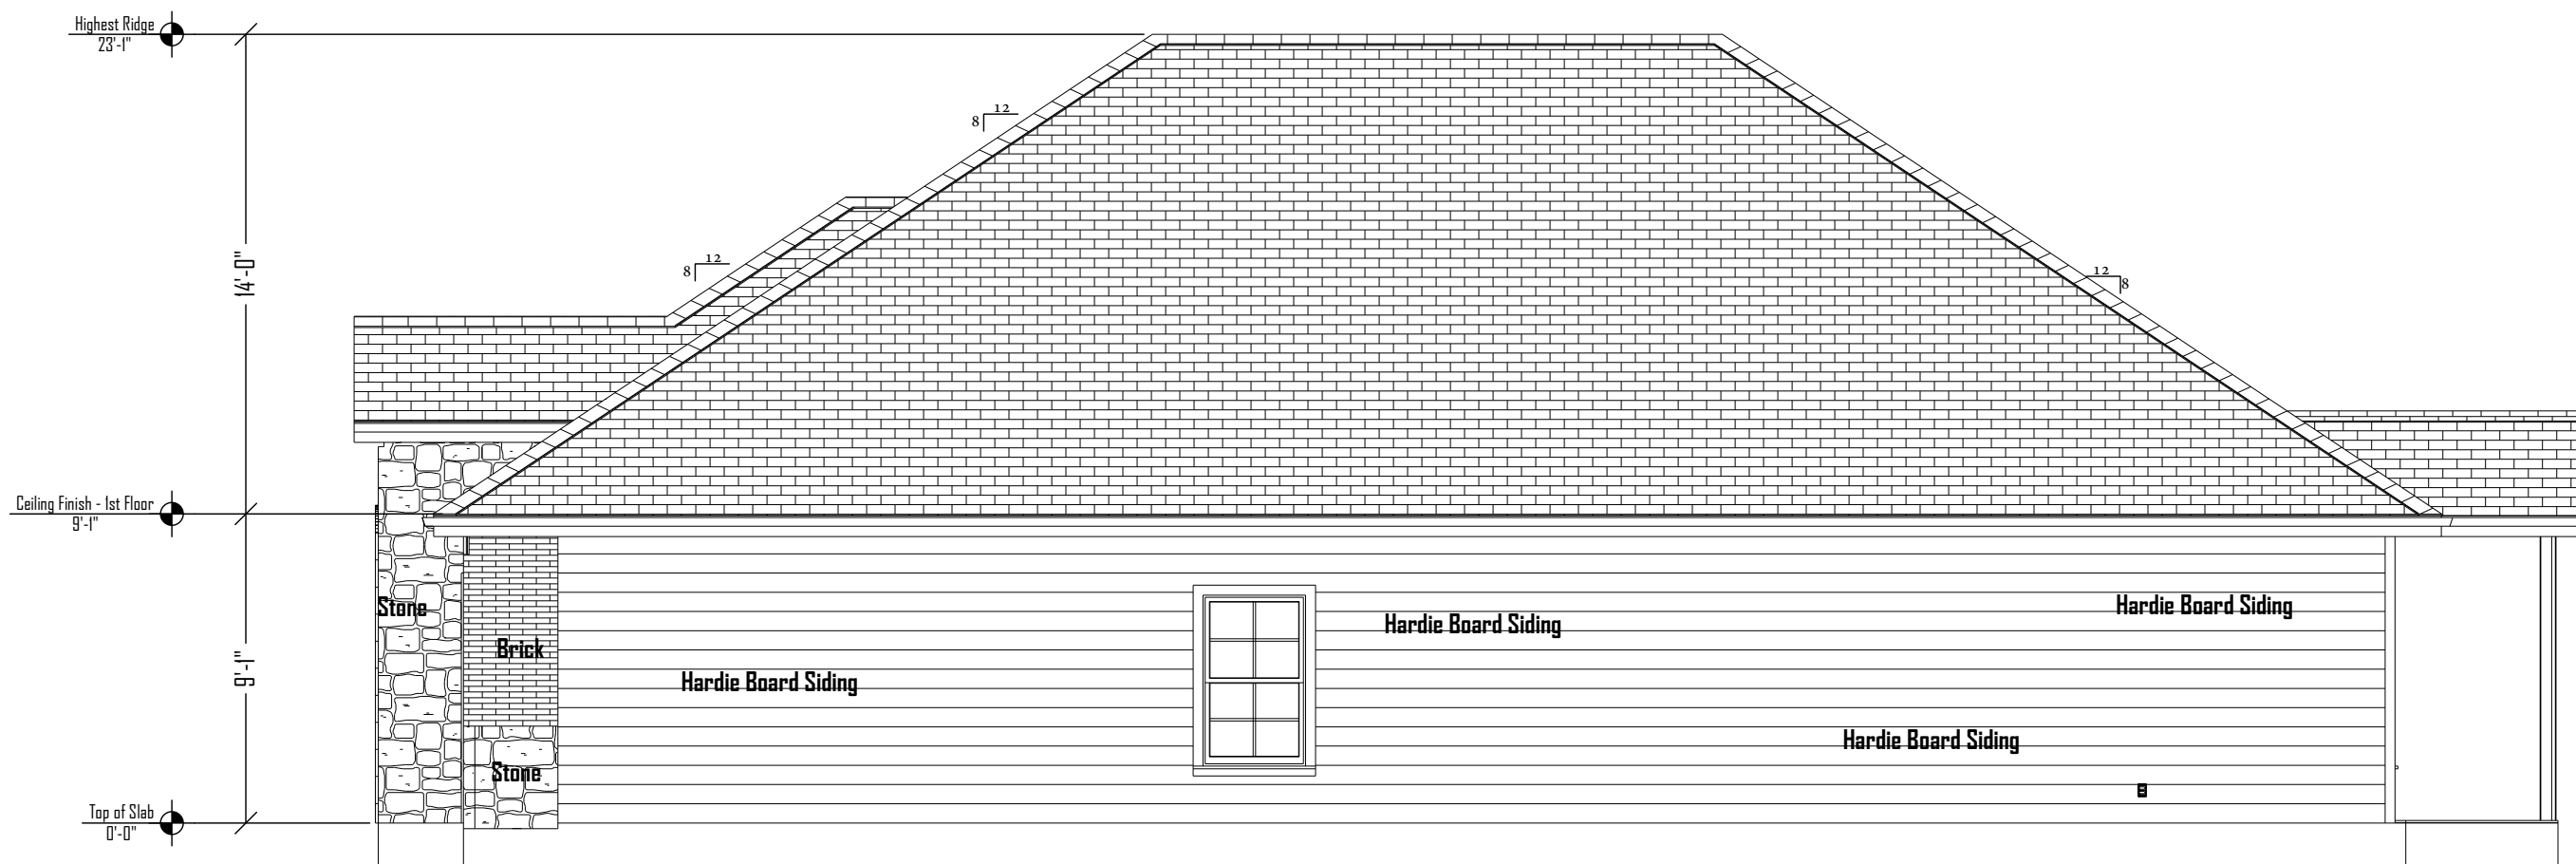 Highest Ridge
23'-1"
12
8
14'-0"
12
8
12
8
Ceiling Finish - 1st Floor
9'-1"
Stone
Hardie Board Siding
Hardie Board Siding
Brick
9'-1"
Hardie Board Siding
Hardie Board Siding
Stone
Top of Slab
0'-0"